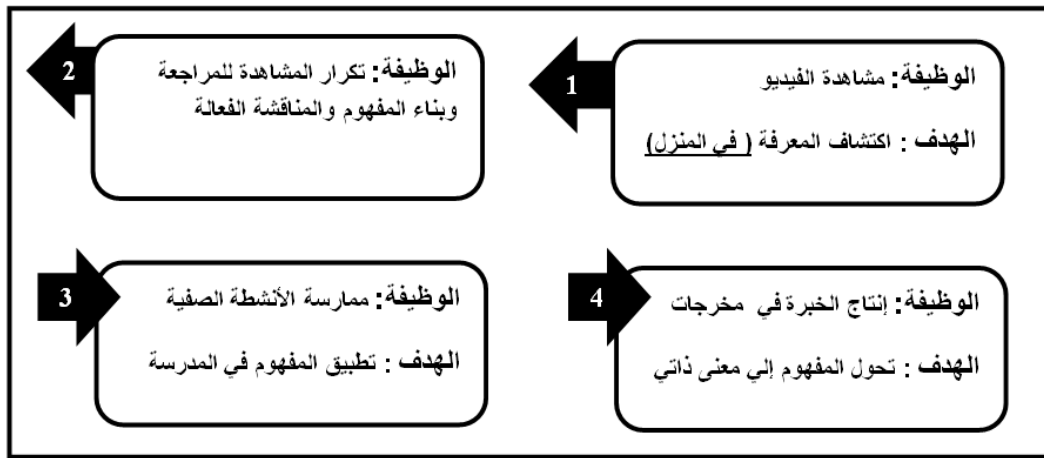 1
الوظيفة: مشاهدة الفيديو
الهدف : اكتشاف المعرفة ( في المنزل)
2
الوظيفة: تكرار المشاهدة للمراجعة
وبناء المفهوم والمناقشة الفعالة
3
الوظيفة: ممارسة الأنشطة الصفية
الهدف : تطبيق المفهوم في المدرسة
4
الوظيفة: إنتاج الخبرة في مخرجات
الهدف : تحول المفهوم إلي معنى ذاتي